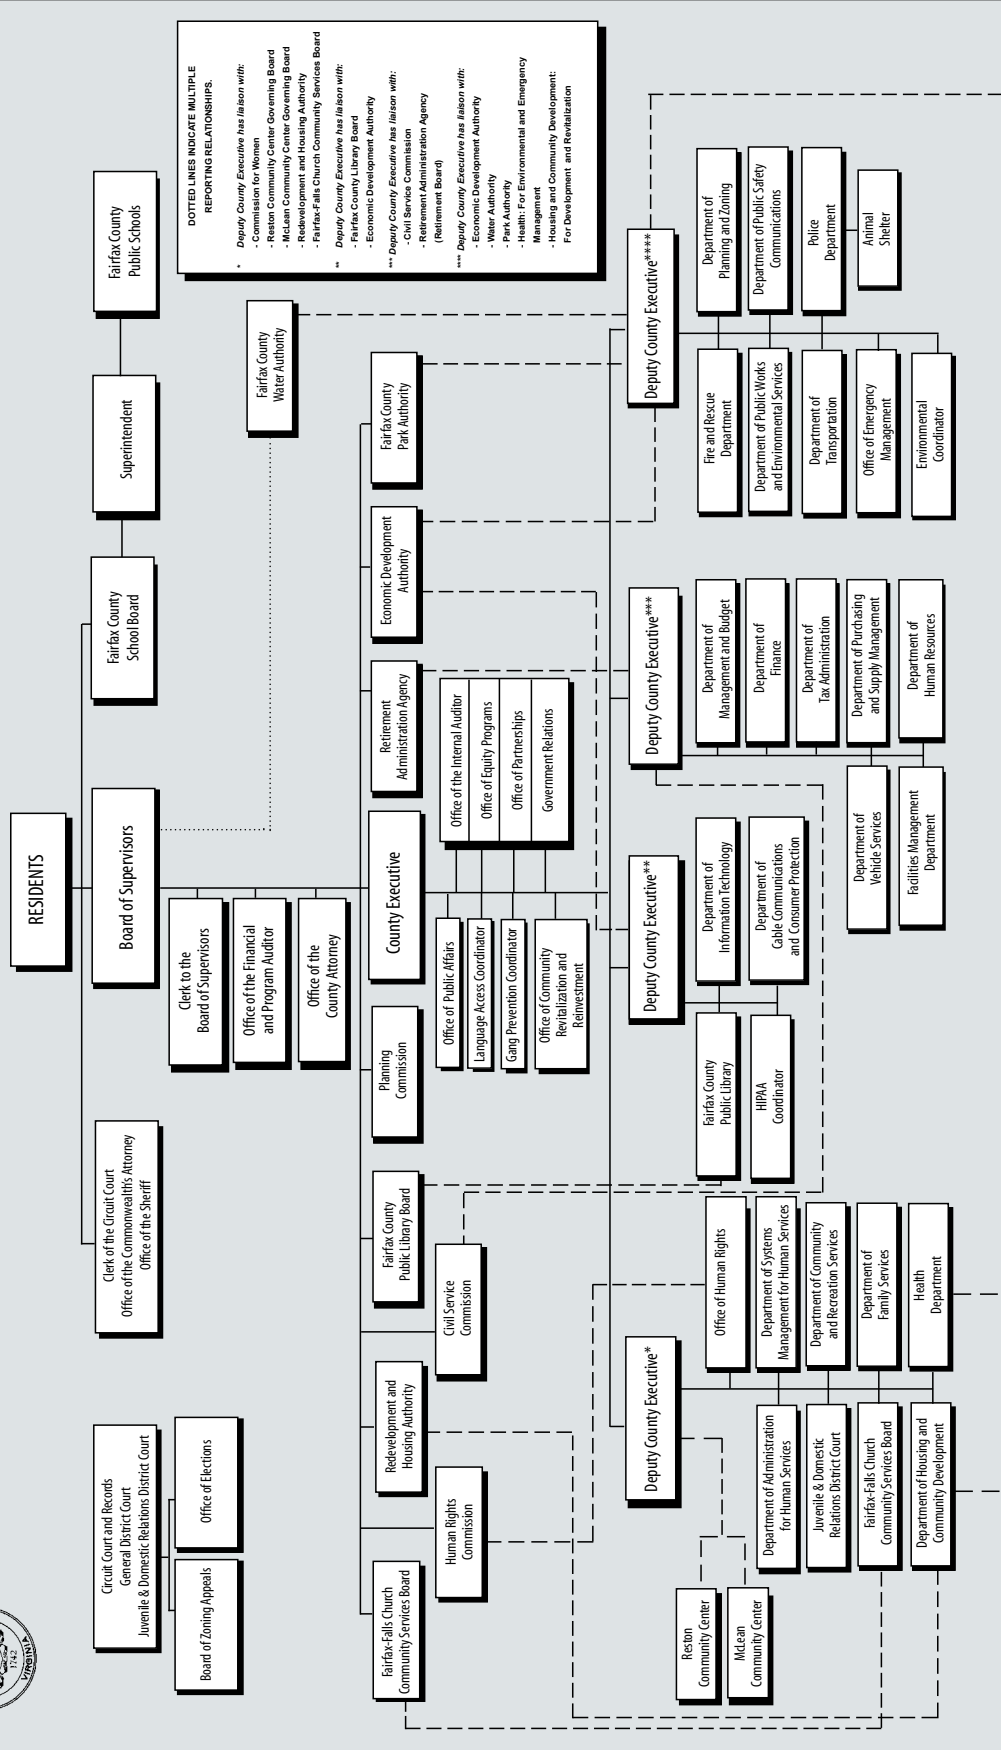 RESIDENTS
Clerk of the Circuit Court
Office of the Commonwealth's Attorney
Office of the Sheriff
Board of Supervisors
Fairfax County
School Board
Superintendent
Fairfax County
Public Schools
Circuit Court and Records
General District Court
Juvenile & Domestic Relations District Court
Board of Zoning Appeals
Office of Elections
1742
VIRGINIA
Clerk to the
Board of Supervisors
Office of the Financial
and Program Auditor
Office of the
County Attorney
Fairfax County
Water Authority
DOTTED LINES INDICATE MULTIPLE
REPORTING RELATIONSHIPS.
* Deputy County Executive has liaison with:
- Commission for Women
- Reston Community Center Governing Board
- McLean Community Center Governing Board
- Redevelopment and Housing Authority
- Fairfax-Falls Church Community Services Board
** Deputy County Executive has liaison with:
- Fairfax County Library Board
- Economic Development Authority
*** Deputy County Executive has liaison with:
- Civil Service Commission
- Retirement Administration Agency
(Retirement Board)
**** Deputy County Executive has liaison with:
- Economic Development Authority
- Water Authority
- Park Authority
- Health: For Environmental and Emergency
Management
- Housing and Community Development:
For Development and Revitalization
Fairfax-Falls Church
Community Services Board
Human Rights
Commission
Redevelopment and
Housing Authority
Civil Service
Commission
Fairfax County
Public Library Board
Planning
Commission
County Executive
Retirement
Administration Agency
Economic Development
Authority
Fairfax County
Park Authority
Office of Public Affairs
Language Access Coordinator
Gang Prevention Coordinator
Office of Community
Revitalization and
Reinvestment
Office of the Internal Auditor
Office of Equity Programs
Office of Partnerships
Government Relations
Deputy County Executive*
Reston
Community Center
McLean
Community Center
Office of Human Rights
Department of Administration
for Human Services
Department of Systems
Management for Human Services
Juvenile & Domestic
Relations District Court
Department of Community
and Recreation Services
Fairfax-Falls Church
Community Services Board
Department of
Family Services
Department of Housing and
Community Development
Health
Department
Deputy County Executive**
Fairfax County
Public Library
Department of
Information Technology
HIPAA
Coordinator
Department of
Cable Communications
and Consumer Protection
Deputy County Executive***
Department of
Management and Budget
Department of
Finance
Department of
Tax Administration
Department of
Vehicle Services
Department of Purchasing
and Supply Management
Facilities Management
Department
Department of
Human Resources
Deputy County Executive****
Fire and Rescue
Department
Department of
Planning and Zoning
Department of Public Works
and Environmental Services
Department of Public Safety
Communications
Department of
Transportation
Police
Department
Office of Emergency
Management
Animal
Shelter
Environmental
Coordinator